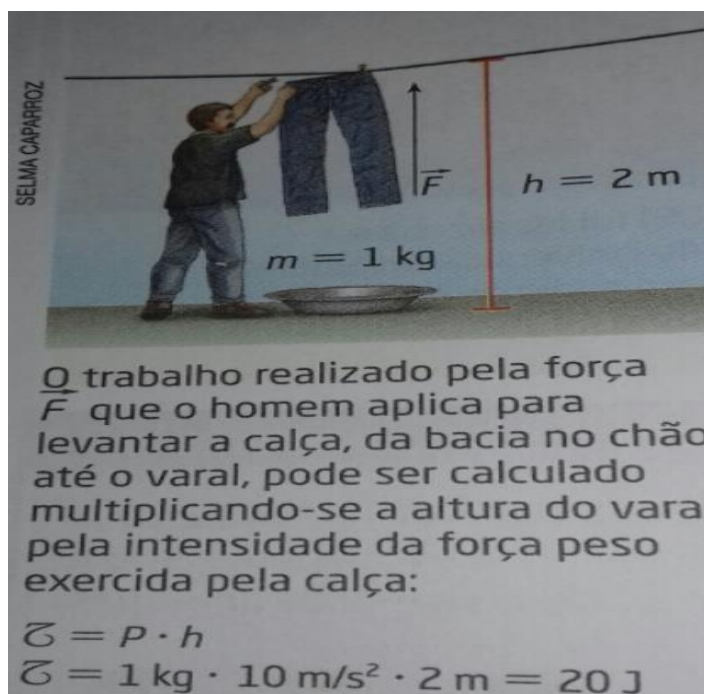 SELMA CAPARROZ
F
h = 2 m
m = 1 kg
O trabalho realizado pela força
F que o homem aplica para
levantar a calça, da bacia no chão
até o varal, pode ser calculado
multiplicando-se a altura do vara
pela intensidade da força peso
exercida pela calça:
𝒵 = P · h
𝒵 = 1 kg · 10 m/s² · 2 m = 20 J